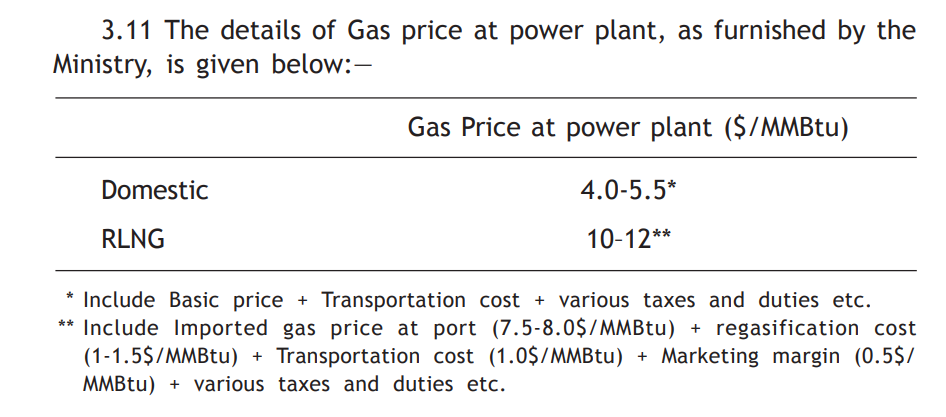 3.11 The details of Gas price at power plant, as furnished by the
Ministry, is given below:—
Gas Price at power plant ($/MMBtu)
Domestic 4.0-5.5*
RLNG 10-12**
* Include Basic price + Transportation cost + various taxes and duties etc.
** Include Imported gas price at port (7.5-8.0$/MMBtu) + regasification cost
(1-1.5$/MMBtu) + Transportation cost (1.0$/MMBtu) + Marketing margin (0.5$/
MMBtu) + various taxes and duties etc.